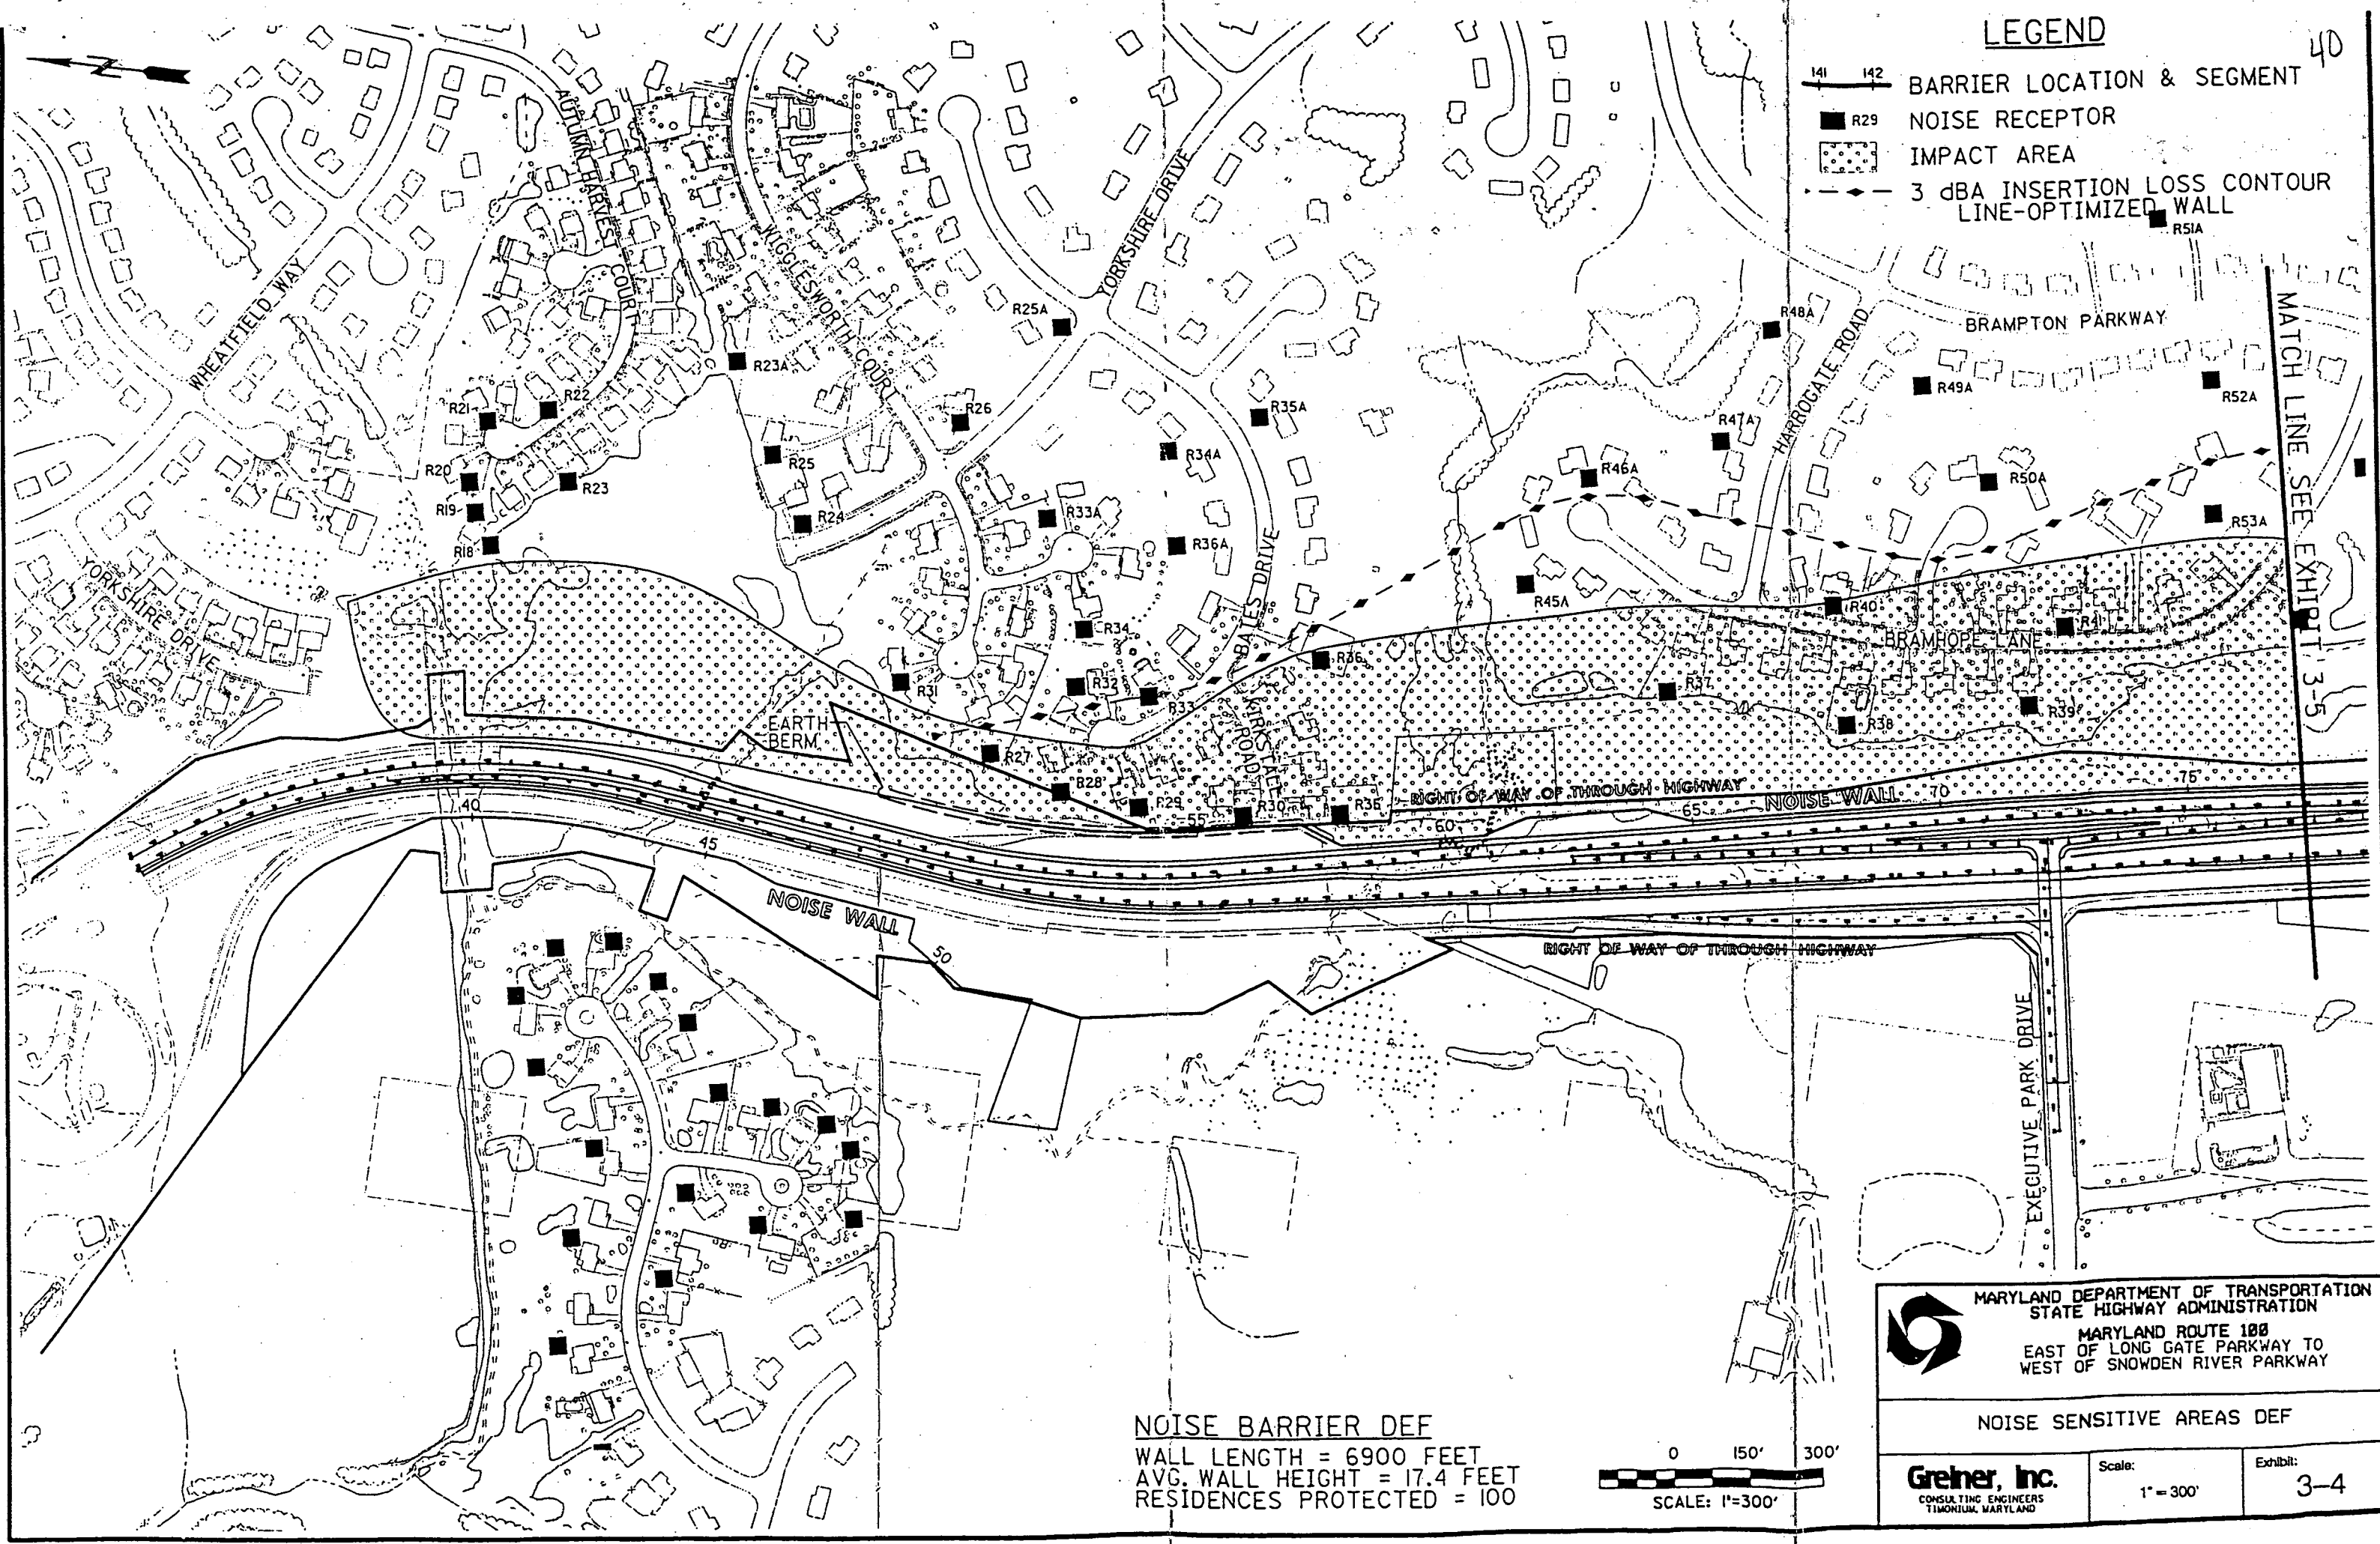 LEGEND
40
141 142 BARRIER LOCATION & SEGMENT
R29 NOISE RECEPTOR
IMPACT AREA
3 dBA INSERTION LOSS CONTOUR
LINE-OPTIMIZED WALL
R51A
N
AUTUMN HARVEST COURT
WIGGLESWORTH COURT
YORKSHIRE DRIVE
WHEATFIELD WAY
HARROGATE ROAD
BRAMPTON PARKWAY
MATCH LINE SEE EXHIBIT 3-5
R25A
R48A
R23A
R49A
R52A
R21
R22
R26
R35A
R47A
R34A
R20
R23
R25
R46A
R50A
R19
R24
R33A
R53A
R18
R36A
R45A
YORKSHIRE DRIVE
BATES DRIVE
R34
R40
R41
BRAMHOPE LANE
R31
R32
R33
R36
R37
R38
R39
EARTH
BERM
KIRKSTALL
ROAD
R27
R28
R29
R30
R35
RIGHT OF WAY OF THROUGH HIGHWAY
NOISE WALL
40
45
50
55
60
65
70
75
NOISE WALL
RIGHT OF WAY OF THROUGH HIGHWAY
EXECUTIVE PARK DRIVE
NOISE BARRIER DEF
WALL LENGTH = 6900 FEET
AVG. WALL HEIGHT = 17.4 FEET
RESIDENCES PROTECTED = 100
0 150' 300'
SCALE: 1"=300'
MARYLAND DEPARTMENT OF TRANSPORTATION
STATE HIGHWAY ADMINISTRATION
MARYLAND ROUTE 100
EAST OF LONG GATE PARKWAY TO
WEST OF SNOWDEN RIVER PARKWAY
NOISE SENSITIVE AREAS DEF
Greiner, Inc.
CONSULTING ENGINEERS
TIMONIUM, MARYLAND
Scale:
1" = 300'
Exhibit:
3-4